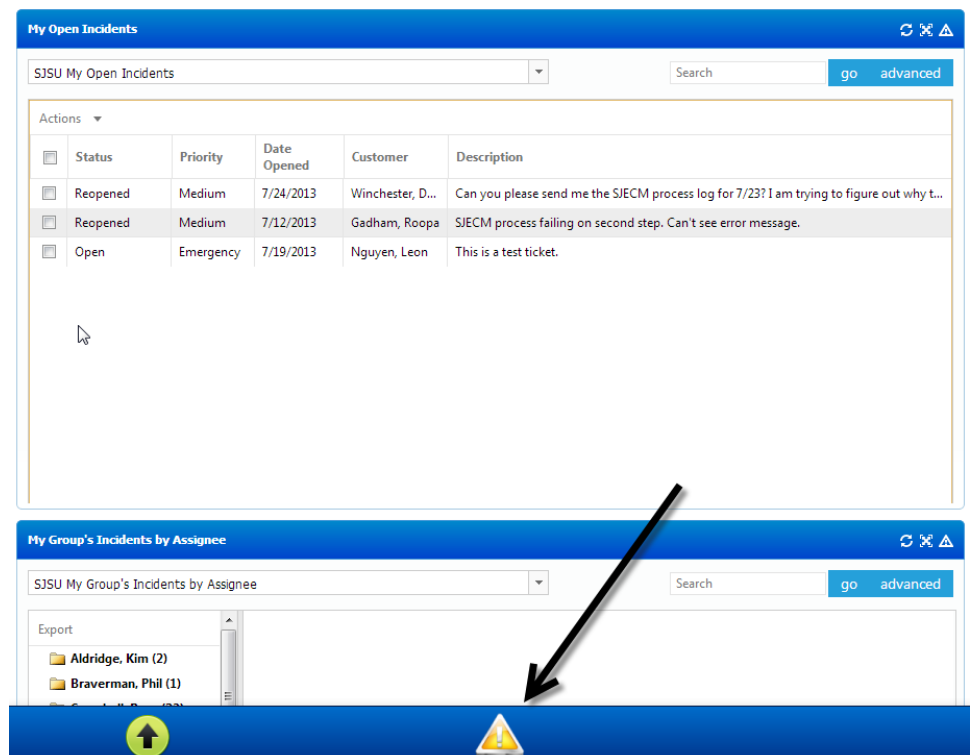 My Open Incidents
SJSU My Open Incidents
Search go advanced
Actions
Status Priority Date Opened Customer Description
Reopened Medium 7/24/2013 Winchester, D... Can you please send me the SJECM process log for 7/23? I am trying to figure out why t...
Reopened Medium 7/12/2013 Gadham, Roopa SJECM process failing on second step. Can't see error message.
Open Emergency 7/19/2013 Nguyen, Leon This is a test ticket.
My Group's Incidents by Assignee
SJSU My Group's Incidents by Assignee
Search go advanced
Export
Aldridge, Kim (2)
Braverman, Phil (1)